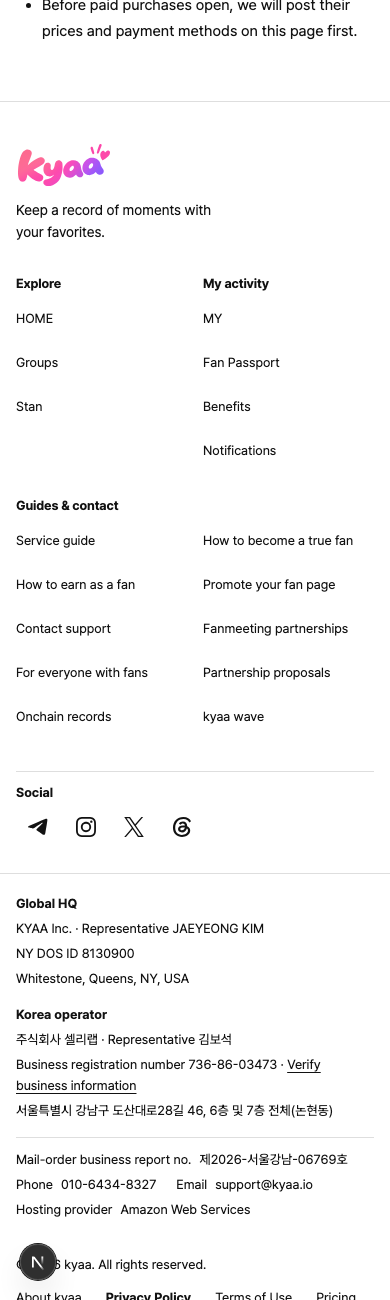 Before paid purchases open, we will post their
prices and payment methods on this page first.
kyaa
Keep a record of moments with
your favorites.
Explore
My activity
HOME
MY
Groups
Fan Passport
Stan
Benefits
Notifications
Guides & contact
Service guide
How to become a true fan
How to earn as a fan
Promote your fan page
Contact support
Fanmeeting partnerships
For everyone with fans
Partnership proposals
Onchain records
kyaa wave
Social
Global HQ
KYAA Inc. · Representative JAEYEONG KIM
NY DOS ID 8130900
Whitestone, Queens, NY, USA
Korea operator
주식회사 셀리랩 · Representative 김보석
Business registration number 736-86-03473 · Verify
business information
서울특별시 강남구 도산대로28길 46, 6층 및 7층 전체(논현동)
Mail-order business report no. 제2026-서울강남-06769호
Phone 010-6434-8327 Email support@kyaa.io
Hosting provider Amazon Web Services
N
kyaa. All rights reserved.
About kyaa Privacy Policy Terms of Use Pricing